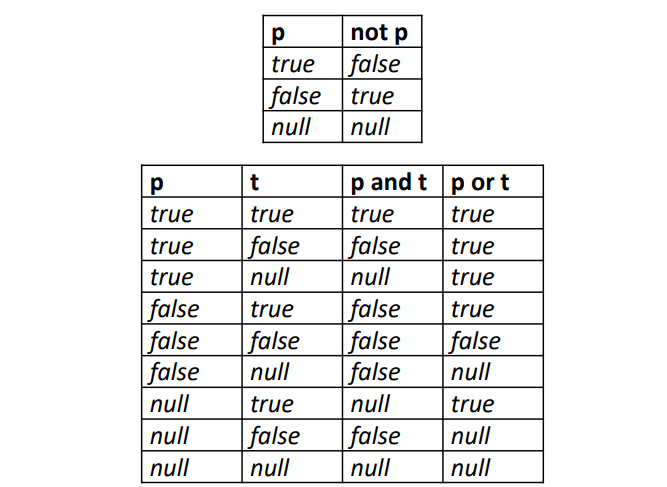 p not p
true false
false true
null null
p t p and t p or t
true true true true
true false false true
true null null true
false true false true
false false false false
false null false null
null true null true
null false false null
null null null null